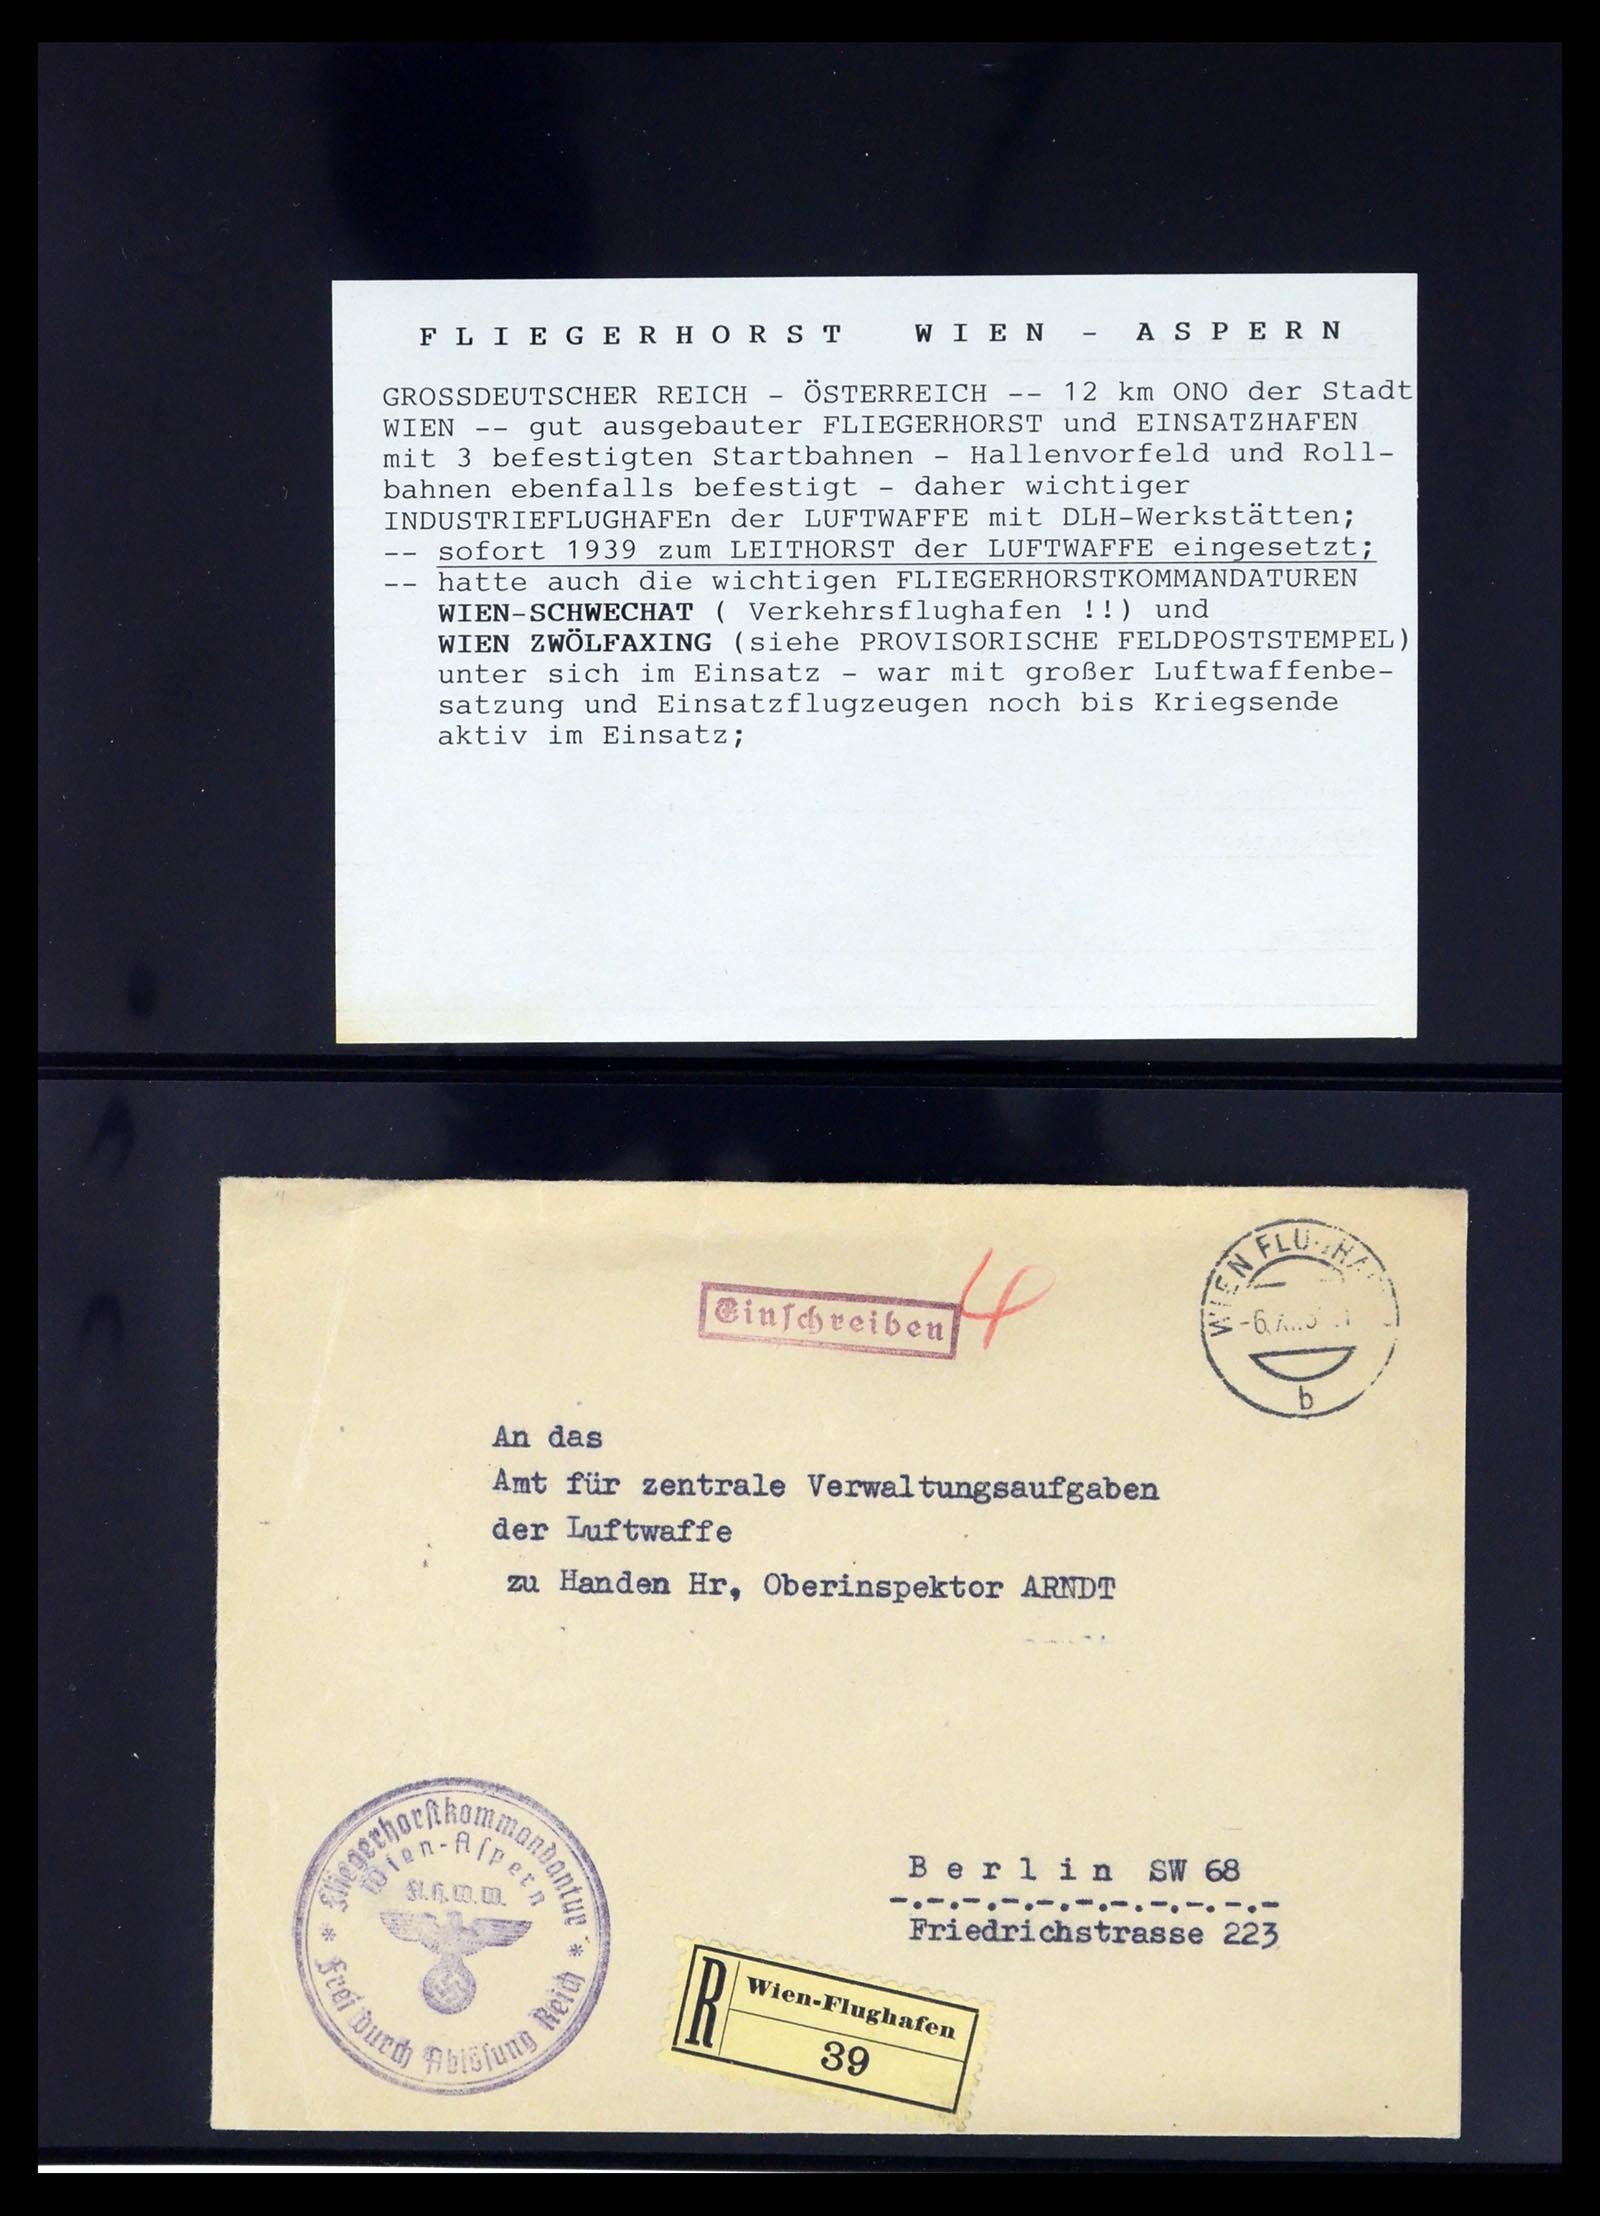 FLIEGERHORST WIEN - ASPERN
GROSSDEUTSCHER REICH - ÖSTERREICH -- 12 km ONO der Stadt
WIEN -- gut ausgebauter FLIEGERHORST und EINSATZHAFEN
mit 3 befestigten Startbahnen - Hallenvorfeld und Roll-
bahnen ebenfalls befestigt - daher wichtiger
INDUSTRIEFLUGHAFEn der LUFTWAFFE mit DLH-Werkstätten;
-- sofort 1939 zum LEITHORST der LUFTWAFFE eingesetzt;
-- hatte auch die wichtigen FLIEGERHORSTKOMMANDATUREN
WIEN-SCHWECHAT ( Verkehrsflughafen !!) und
WIEN ZWÖLFAXING (siehe PROVISORISCHE FELDPOSTSTEMPEL)
unter sich im Einsatz - war mit großer Luftwaffenbe-
satzung und Einsatzflugzeugen noch bis Kriegsende
aktiv im Einsatz;
WIEN
b
Einschreiben 4
An das
Amt für zentrale Verwaltungsaufgaben
der Luftwaffe
zu Handen Hr, Oberinspektor ARNDT
Berlin SW 68
Friedrichstrasse 223
Fliegerhorstkommandantur
Wien-Aspern
Fl.H.W.W.
* Frei durch Ablösung Reich *
R Wien-Flughafen
39